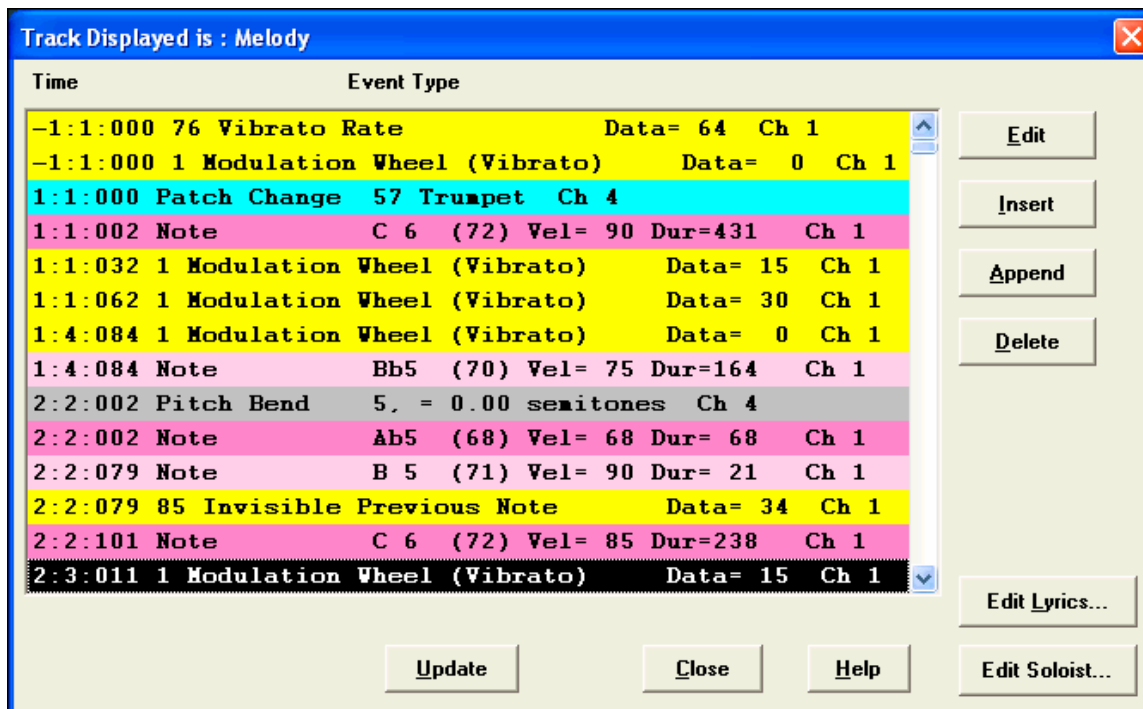 Track Displayed is : Melody
Time Event Type
-1:1:000 76 Vibrato Rate Data= 64 Ch 1
-1:1:000 1 Modulation Wheel (Vibrato) Data= 0 Ch 1
1:1:000 Patch Change 57 Trumpet Ch 4
1:1:002 Note C 6 (72) Vel= 90 Dur=431 Ch 1
1:1:032 1 Modulation Wheel (Vibrato) Data= 15 Ch 1
1:1:062 1 Modulation Wheel (Vibrato) Data= 30 Ch 1
1:4:084 1 Modulation Wheel (Vibrato) Data= 0 Ch 1
1:4:084 Note Bb5 (70) Vel= 75 Dur=164 Ch 1
2:2:002 Pitch Bend 5, = 0.00 semitones Ch 4
2:2:002 Note Ab5 (68) Vel= 68 Dur= 68 Ch 1
2:2:079 Note B 5 (71) Vel= 90 Dur= 21 Ch 1
2:2:079 85 Invisible Previous Note Data= 34 Ch 1
2:2:101 Note C 6 (72) Vel= 85 Dur=238 Ch 1
2:3:011 1 Modulation Wheel (Vibrato) Data= 15 Ch 1
Edit
Insert
Append
Delete
Edit Lyrics...
Update Close Help Edit Soloist...